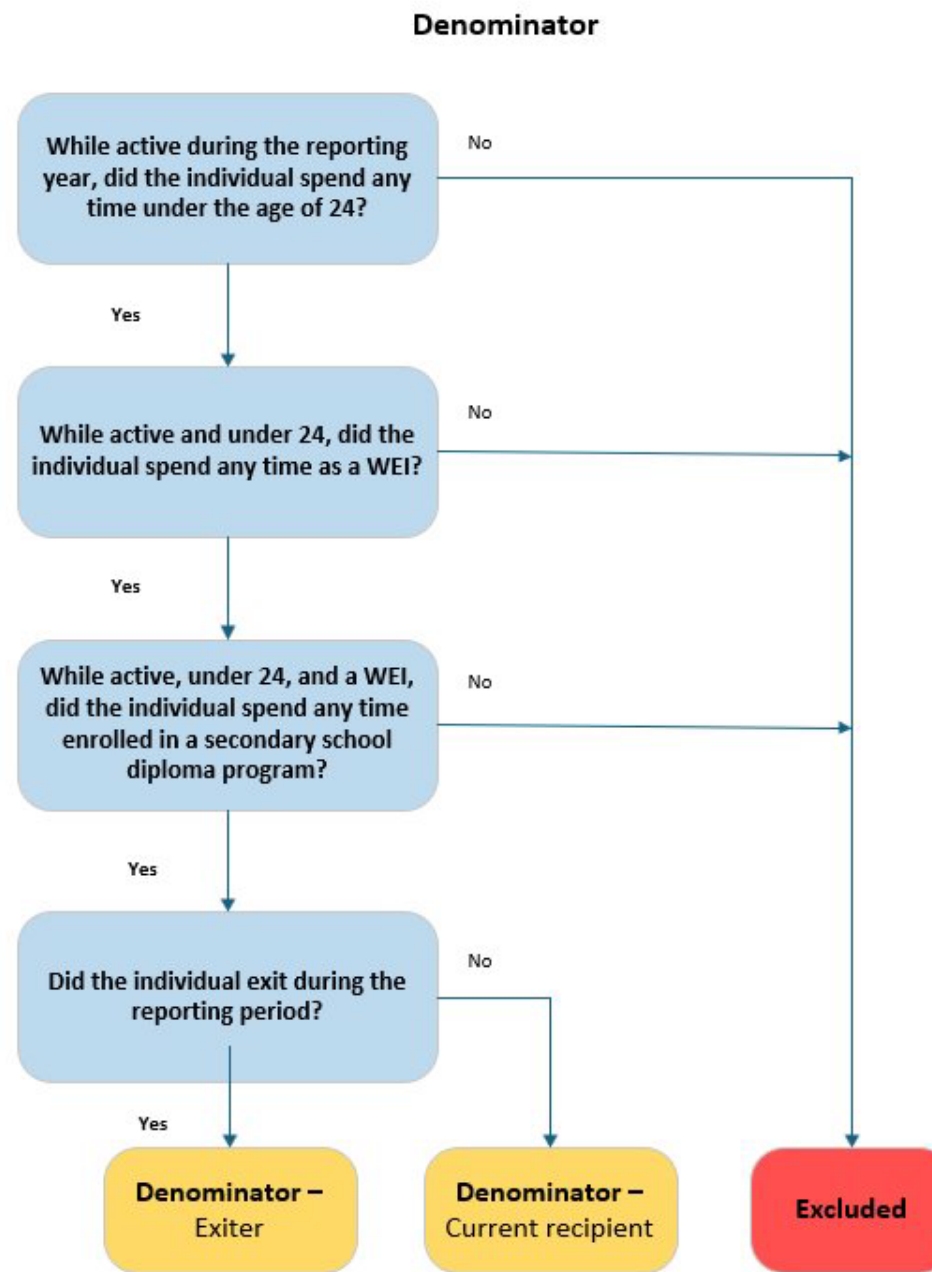 Denominator
While active during the reporting
year, did the individual spend any
time under the age of 24?
No
Yes
While active and under 24, did the
individual spend any time as a WEI?
No
Yes
While active, under 24, and a WEI,
did the individual spend any time
enrolled in a secondary school
diploma program?
No
Yes
Did the individual exit during the
reporting period?
No
Yes
Denominator –
Exiter
Denominator –
Current recipient
Excluded